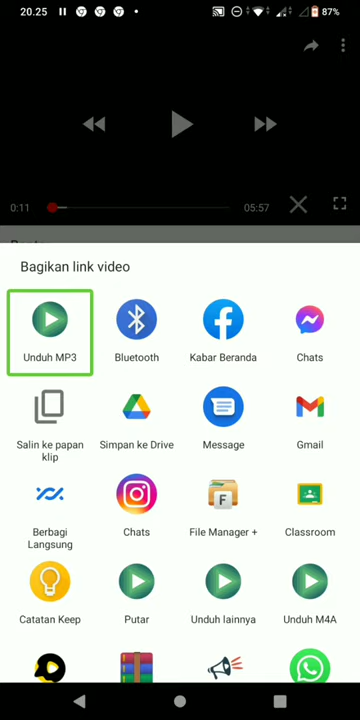 20.25
87%
0:11
05:57
Bagikan link video
Unduh MP3
Bluetooth
Kabar Beranda
Chats
Salin ke papan klip
Simpan ke Drive
Message
Gmail
Berbagi Langsung
Chats
File Manager +
Classroom
Catatan Keep
Putar
Unduh lainnya
Unduh M4A